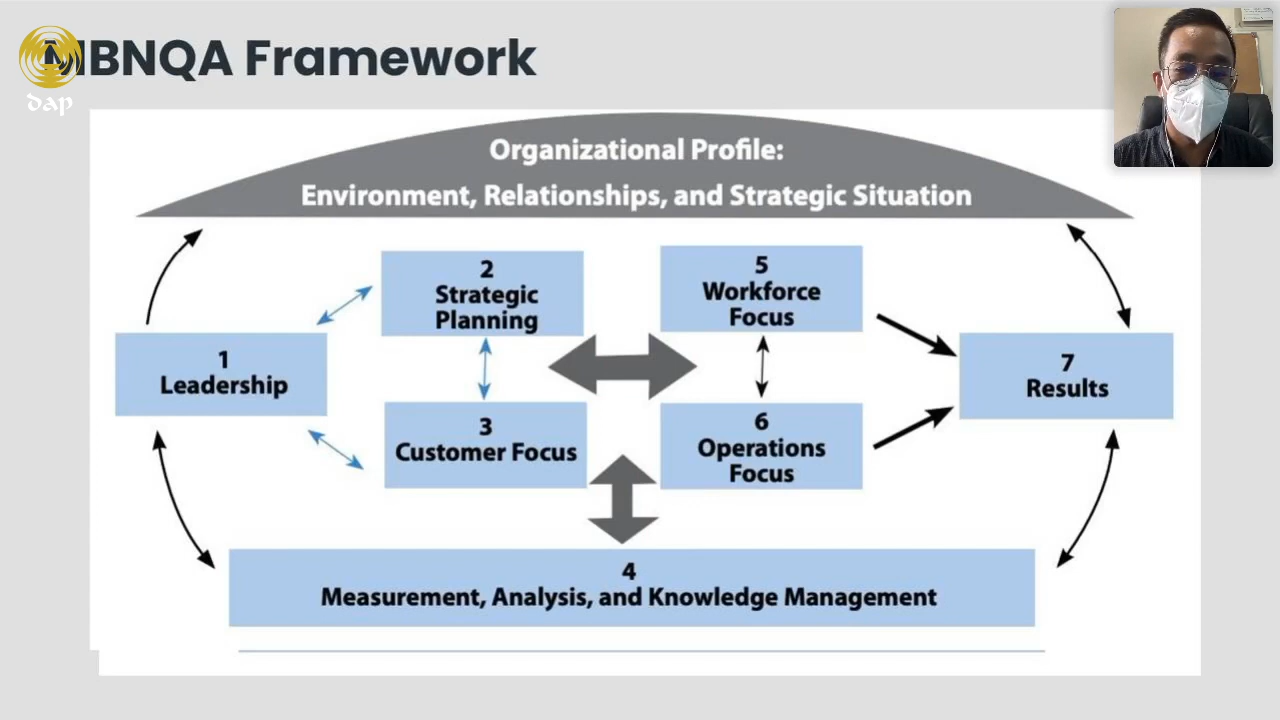 MBNQA Framework
dap
Organizational Profile:
Environment, Relationships, and Strategic Situation
2
Strategic
Planning
5
Workforce
Focus
1
Leadership
7
Results
3
Customer Focus
6
Operations
Focus
4
Measurement, Analysis, and Knowledge Management